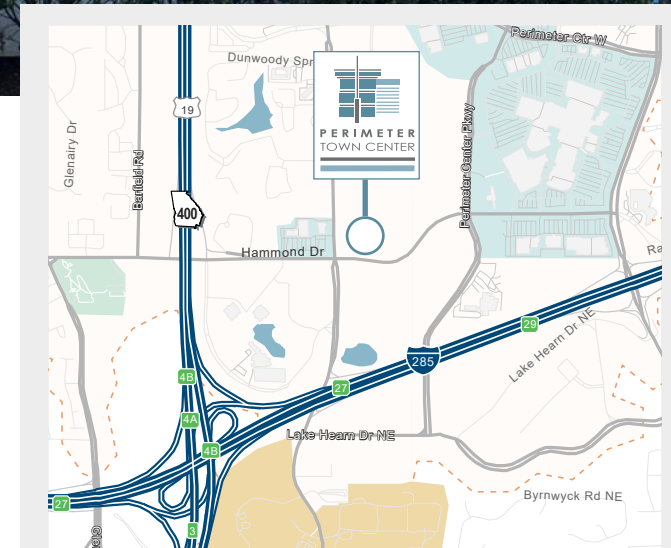 Perimeter Ctr W
Dunwoody Spr
19
PERIMETER
TOWN CENTER
Glenairy Dr
Barfield Rd
Perimeter Center Pkwy
400
Hammond Dr
Ra
29
285
Lake Hearn Dr NE
4B
27
4A
Lake Hearn Dr NE
4B
Byrnwyck Rd NE
27
3